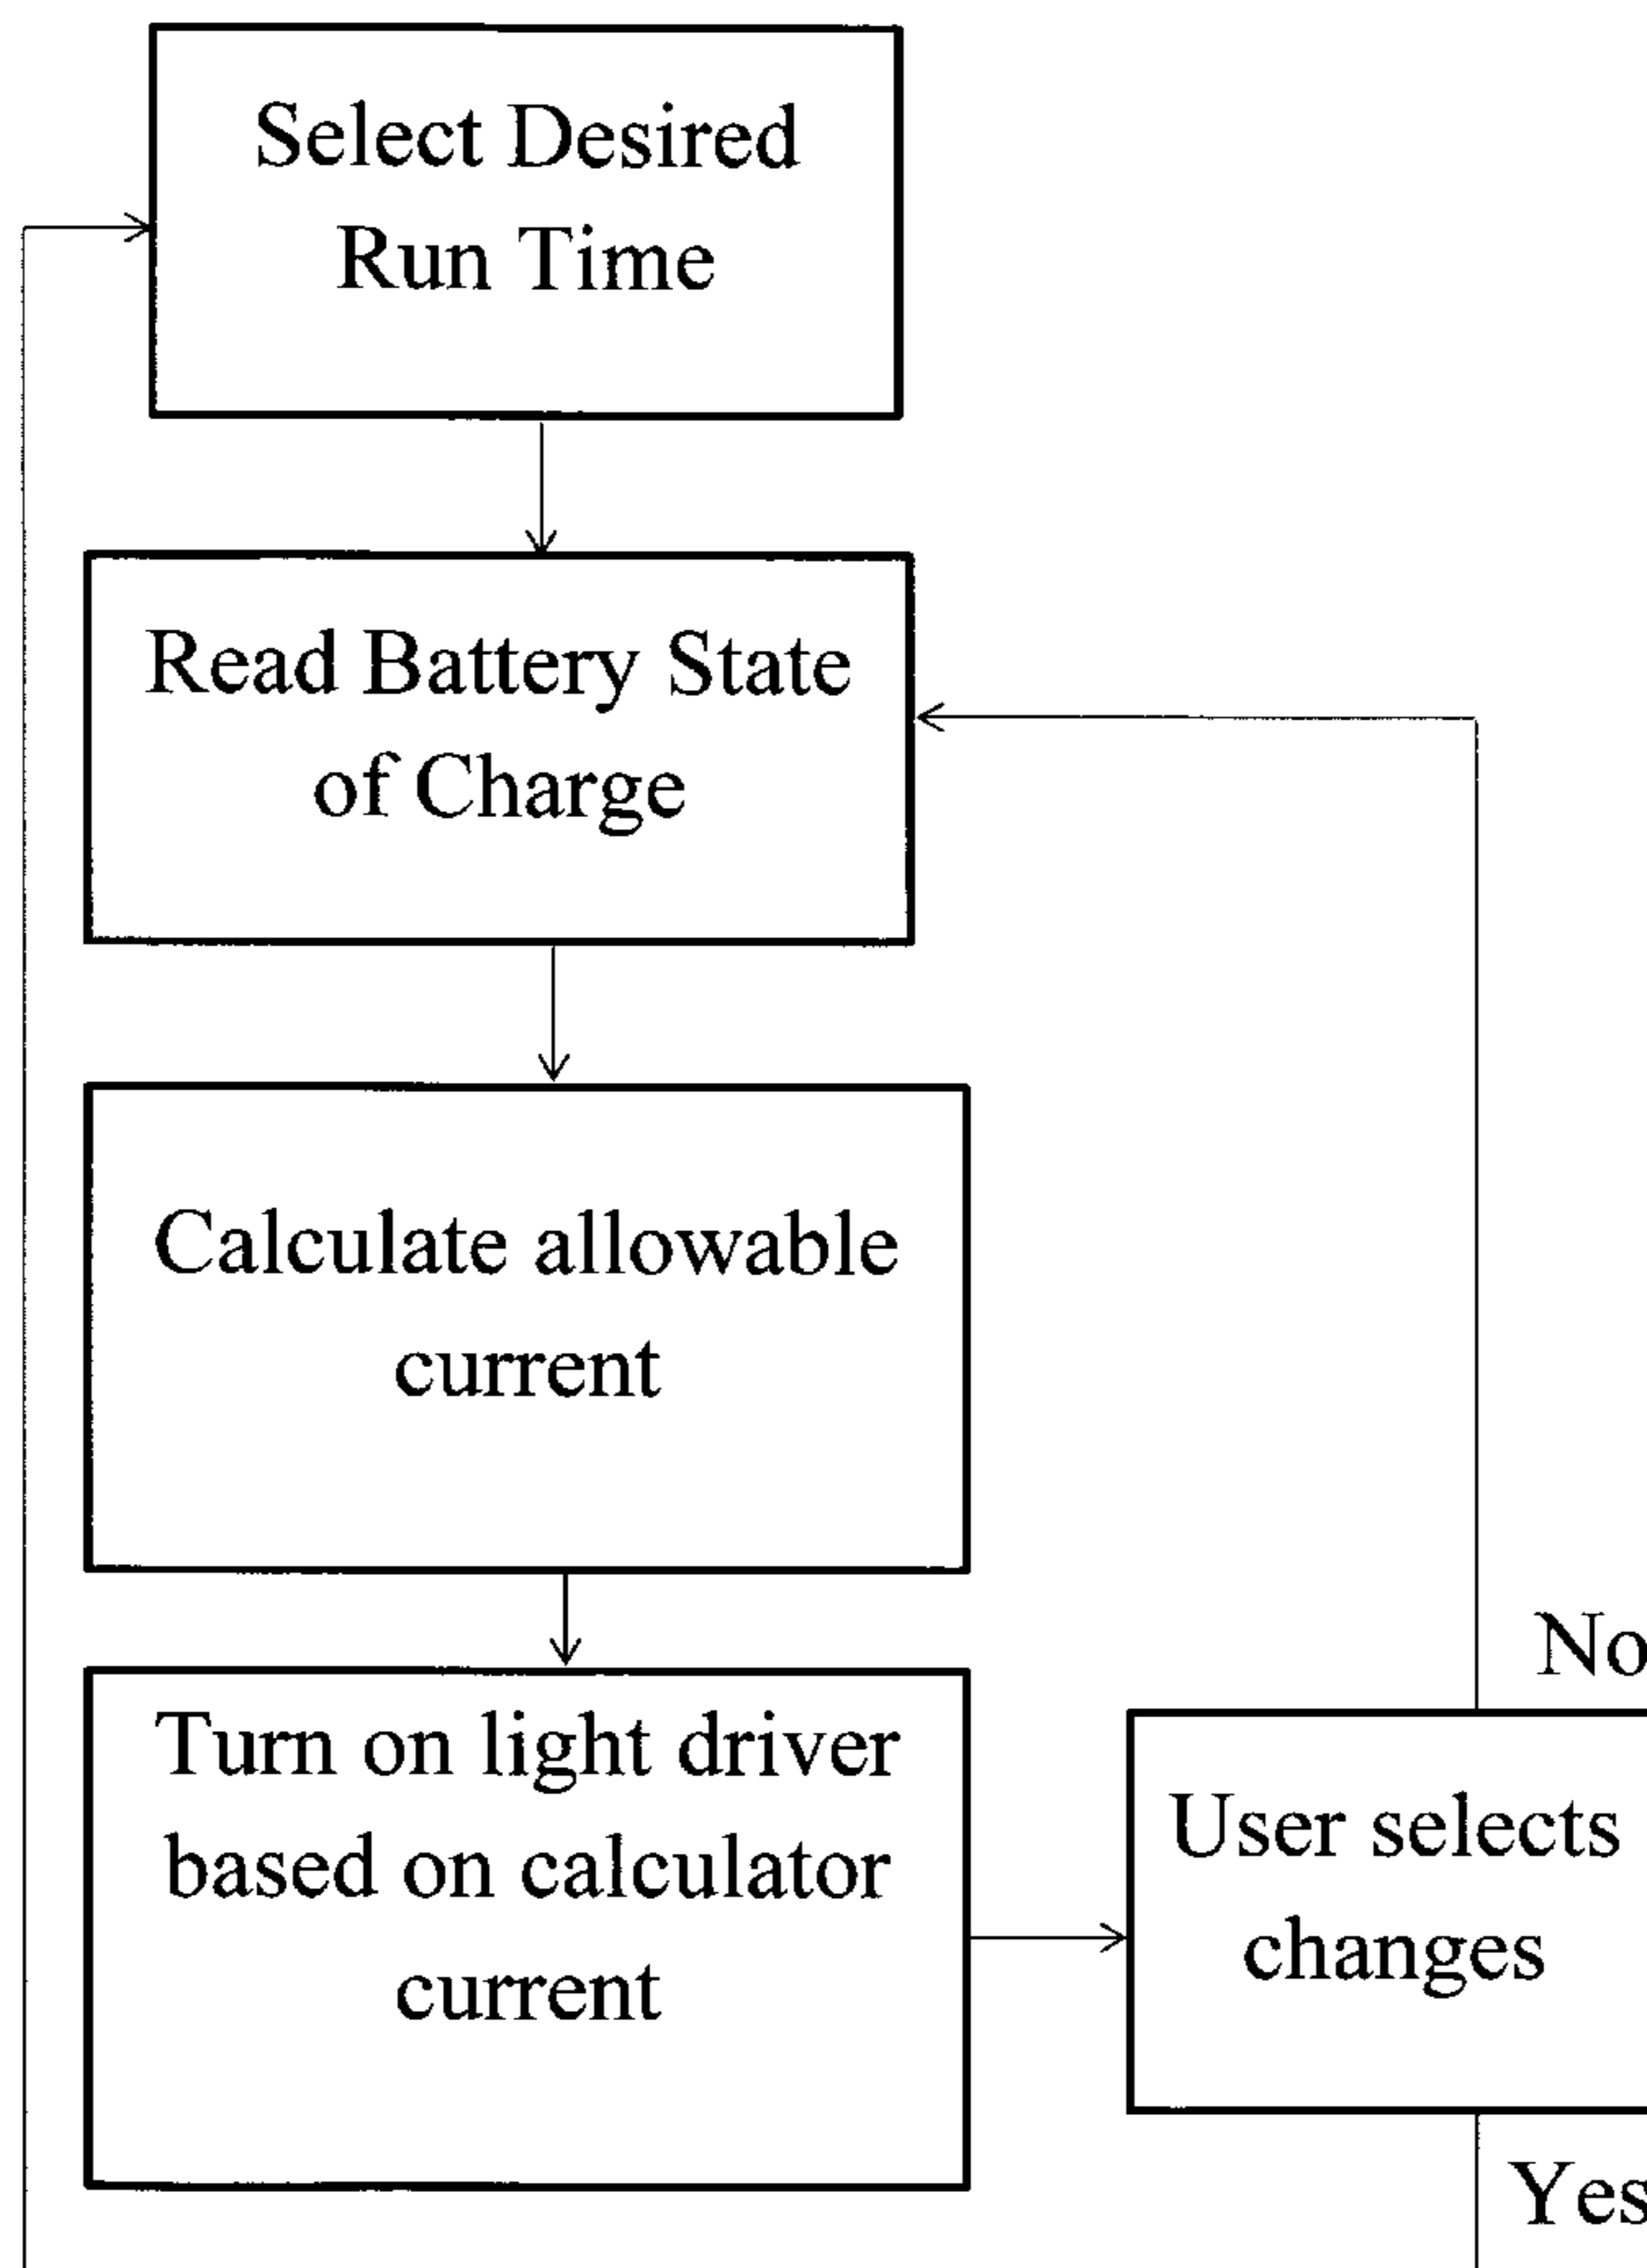 Select Desired
Run Time
Read Battery State
of Charge
Calculate allowable
current
Turn on light driver
based on calculator
current
No
User selects
changes
Yes